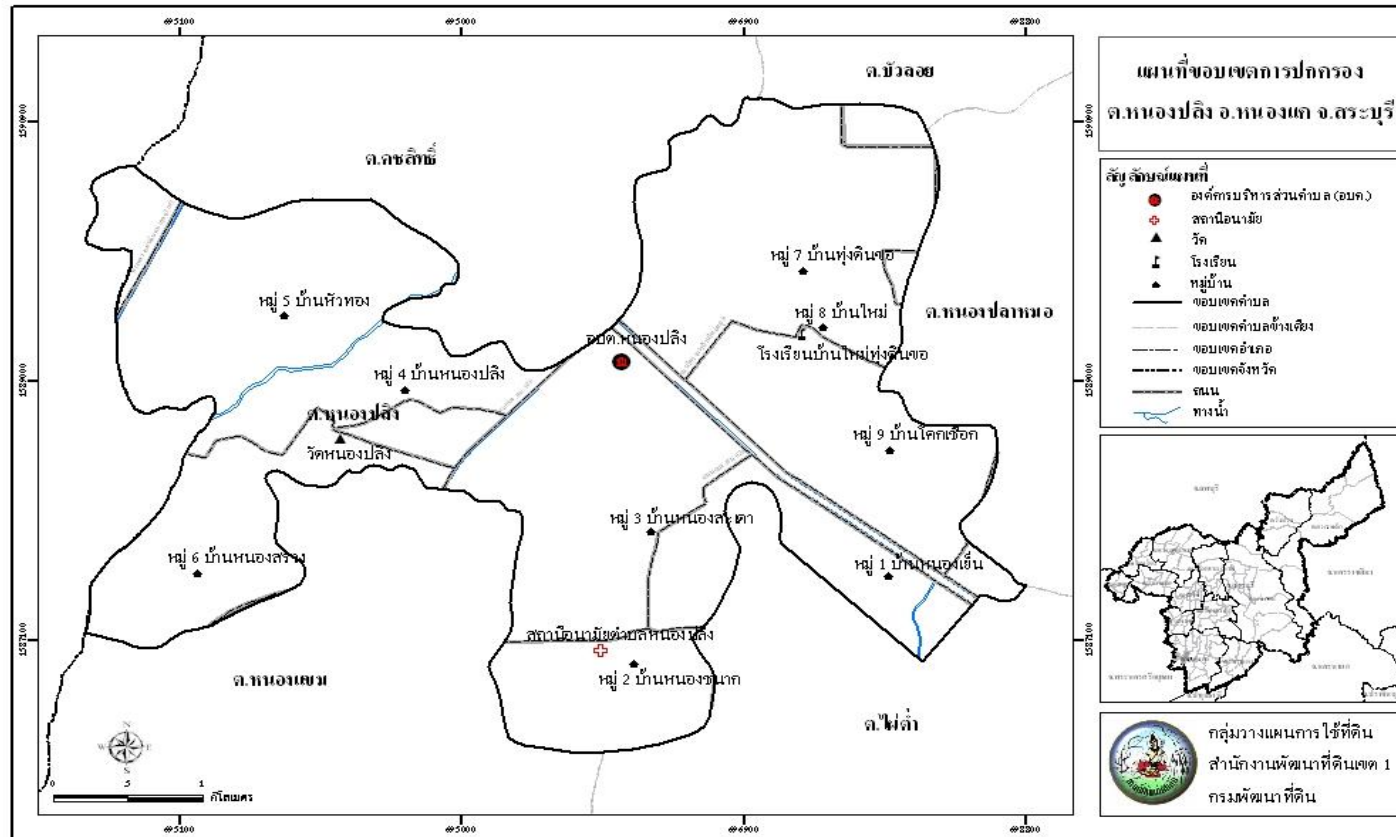 695100 695000 696900 698800
แผนที่ขอบเขตการปกครอง
ต.หนองปลิง อ.หนองแค จ.สระบุรี
ต.บัวลอย
1590900
1590900
ต.คชสิทธิ์
สัญลักษณ์แผนที่
องค์การบริหารส่วนตำบล (อบต.)
สถานีอนามัย
วัด
โรงเรียน
หมู่บ้าน
ขอบเขตตำบล
ขอบเขตตำบลข้างเคียง
ขอบเขตอำเภอ
ขอบเขตจังหวัด
ถนน
ทางน้ำ
หมู่ 7 บ้านทุ่งดินขอ
หมู่ 5 บ้านหัวทอง
หมู่ 8 บ้านใหม่
ต.หนองปลาหมอ
อบต.หนองปลิง
โรงเรียนบ้านใหม่ทุ่งดินขอ
1589000
1589000
หมู่ 4 บ้านหนองปลิง
ต.หนองปลิง
วัดหนองปลิง
หมู่ 9 บ้านโคกเชือก
หมู่ 3 บ้านหนองสะเดา
หมู่ 6 บ้านหนองสร้าง
หมู่ 1 บ้านหนองเย็น
สถานีอนามัยตำบลหนองปลิง
1587100
1587100
หมู่ 2 บ้านหนองชนาก
ต.หนองแขม
ต.ไผ่ต่ำ
N
W E
S
0 .5 1
กิโลเมตร
กลุ่มวางแผนการใช้ที่ดิน
สำนักงานพัฒนาที่ดินเขต 1
กรมพัฒนาที่ดิน
695100 695000 696900 698800